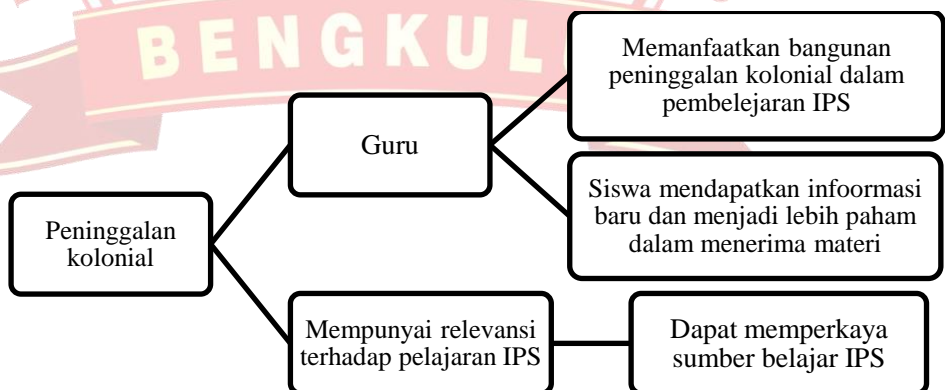 BENGKUL
Memanfaatkan bangunan
peninggalan kolonial dalam
pembelejaran IPS
Guru
Siswa mendapatkan infoormasi
baru dan menjadi lebih paham
dalam menerima materi
Peninggalan
kolonial
Mempunyai relevansi
terhadap pelajaran IPS
Dapat memperkaya
sumber belajar IPS